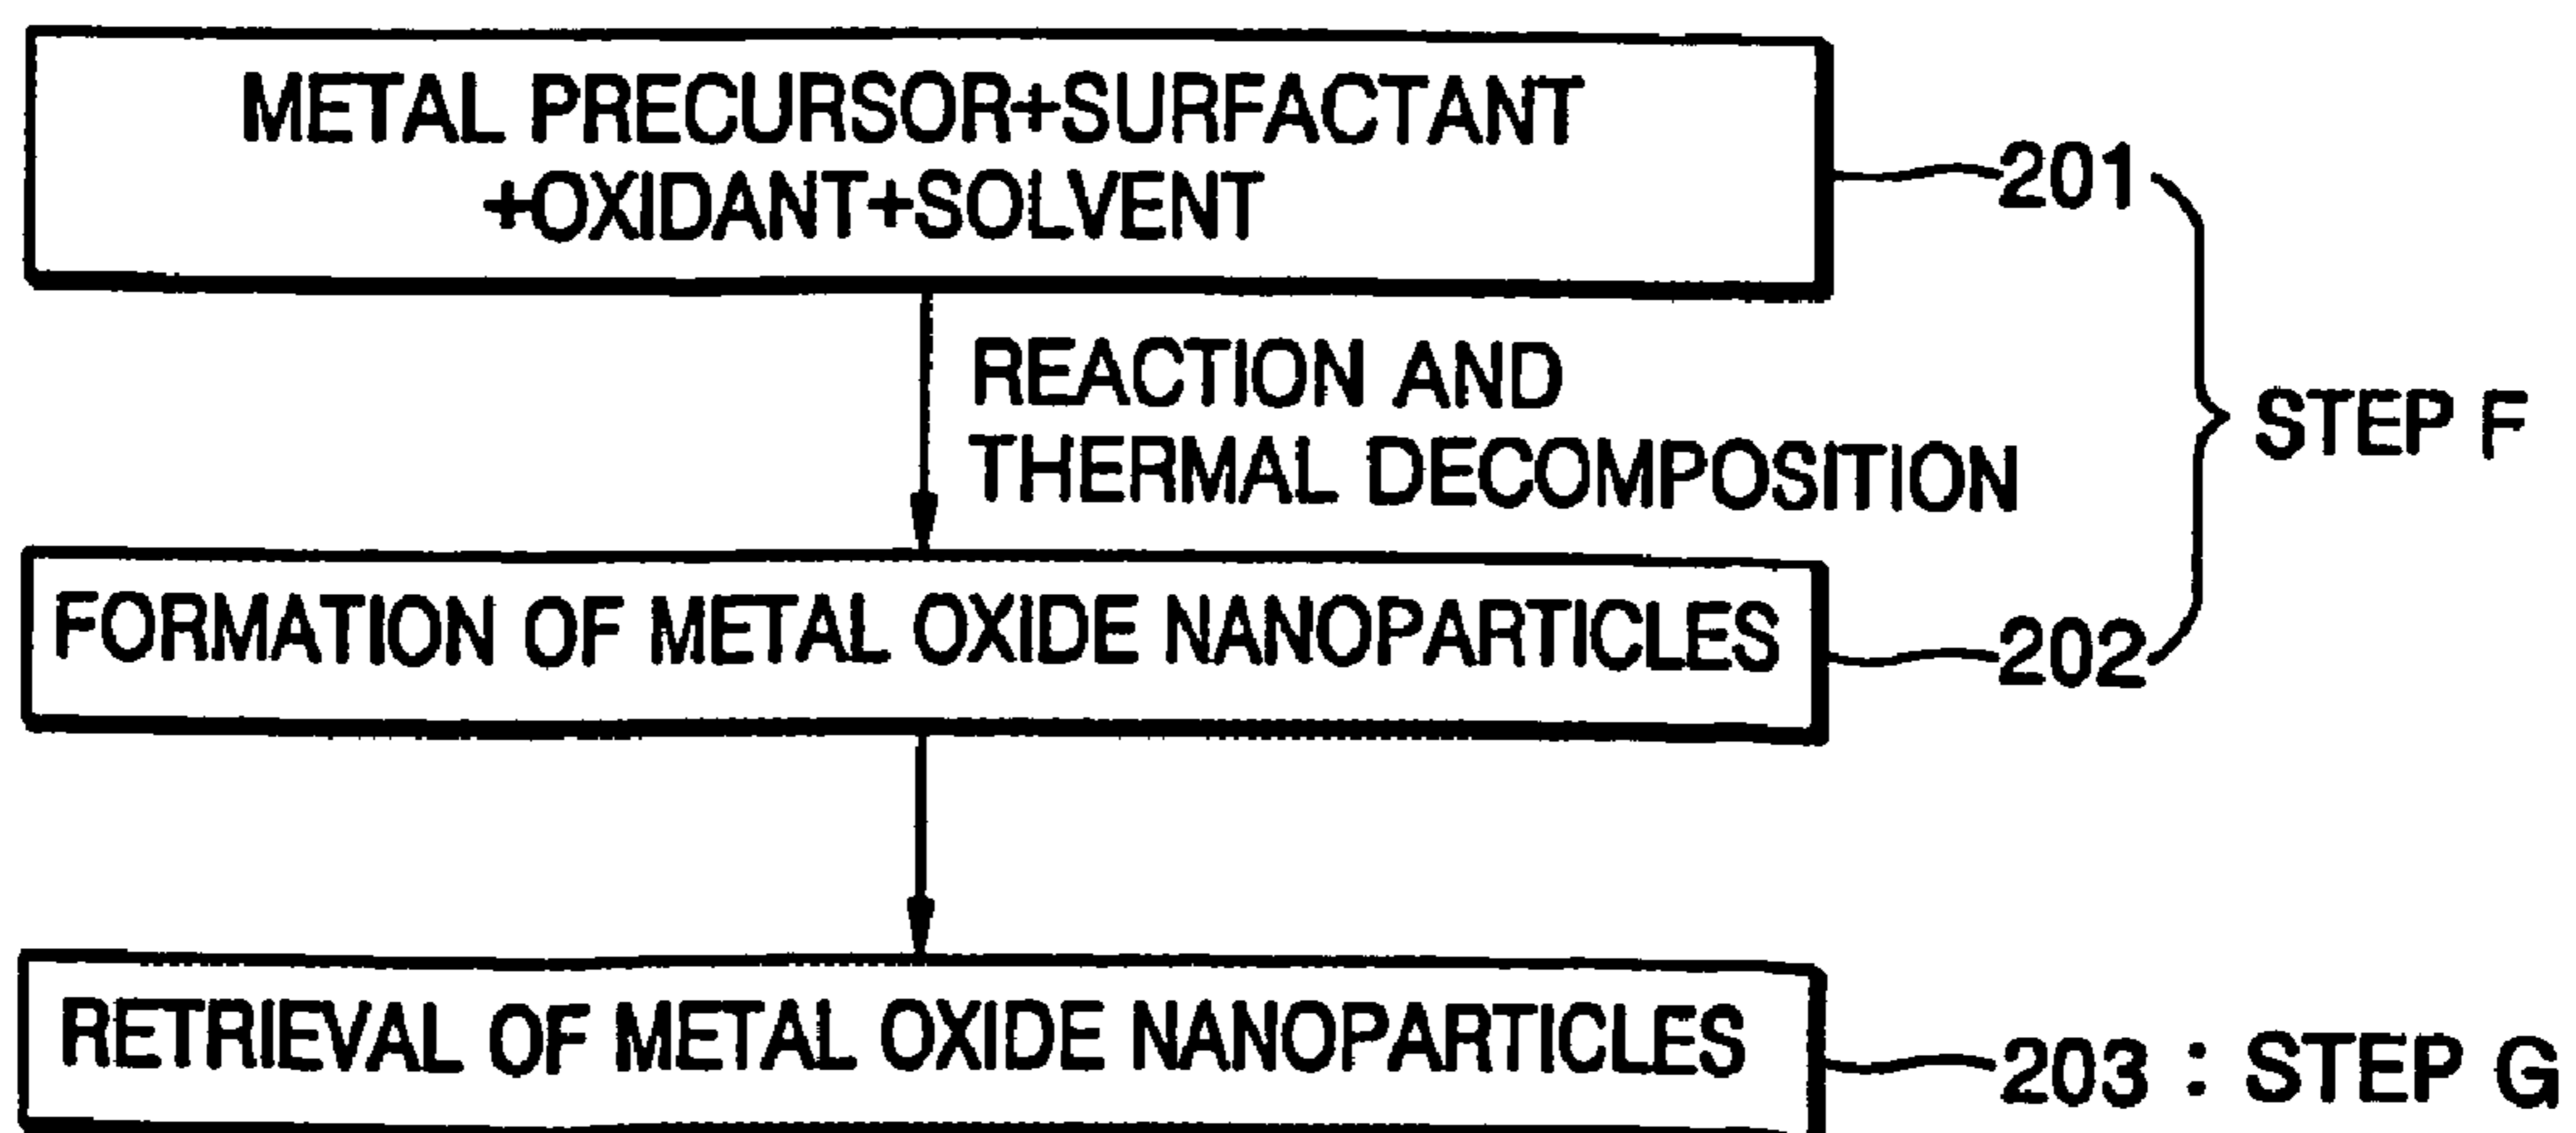 METAL PRECURSOR+SURFACTANT
+OXIDANT+SOLVENT
201
REACTION AND
THERMAL DECOMPOSITION
STEP F
FORMATION OF METAL OXIDE NANOPARTICLES
202
RETRIEVAL OF METAL OXIDE NANOPARTICLES
203 : STEP G